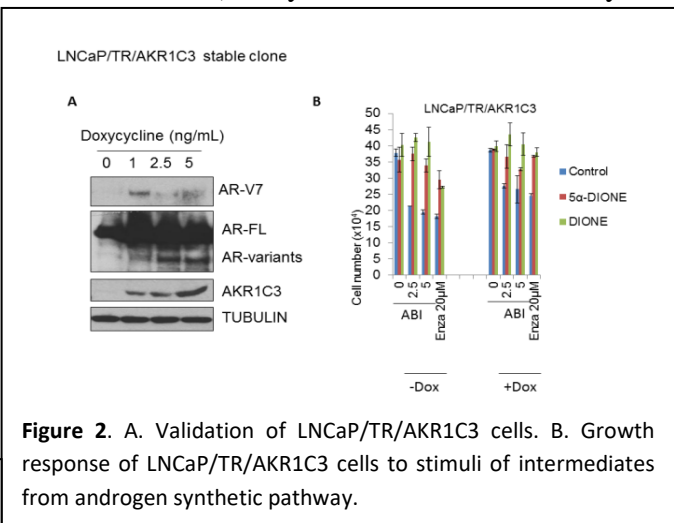 LNCaP/TR/AKR1C3 stable clone
A
Doxycycline (ng/mL)
0 1 2.5 5
AR-V7
AR-FL
AR-variants
AKR1C3
TUBULIN
B
LNCaP/TR/AKR1C3
Cell number (x10⁴)
50
45
40
35
30
25
20
15
10
5
0
0 2.5 5 Enza 20µM 0 2.5 5 Enza 20µM
ABI ABI
-Dox +Dox
Control
5α-DIONE
DIONE
Figure 2. A. Validation of LNCaP/TR/AKR1C3 cells. B. Growth
response of LNCaP/TR/AKR1C3 cells to stimuli of intermediates
from androgen synthetic pathway.